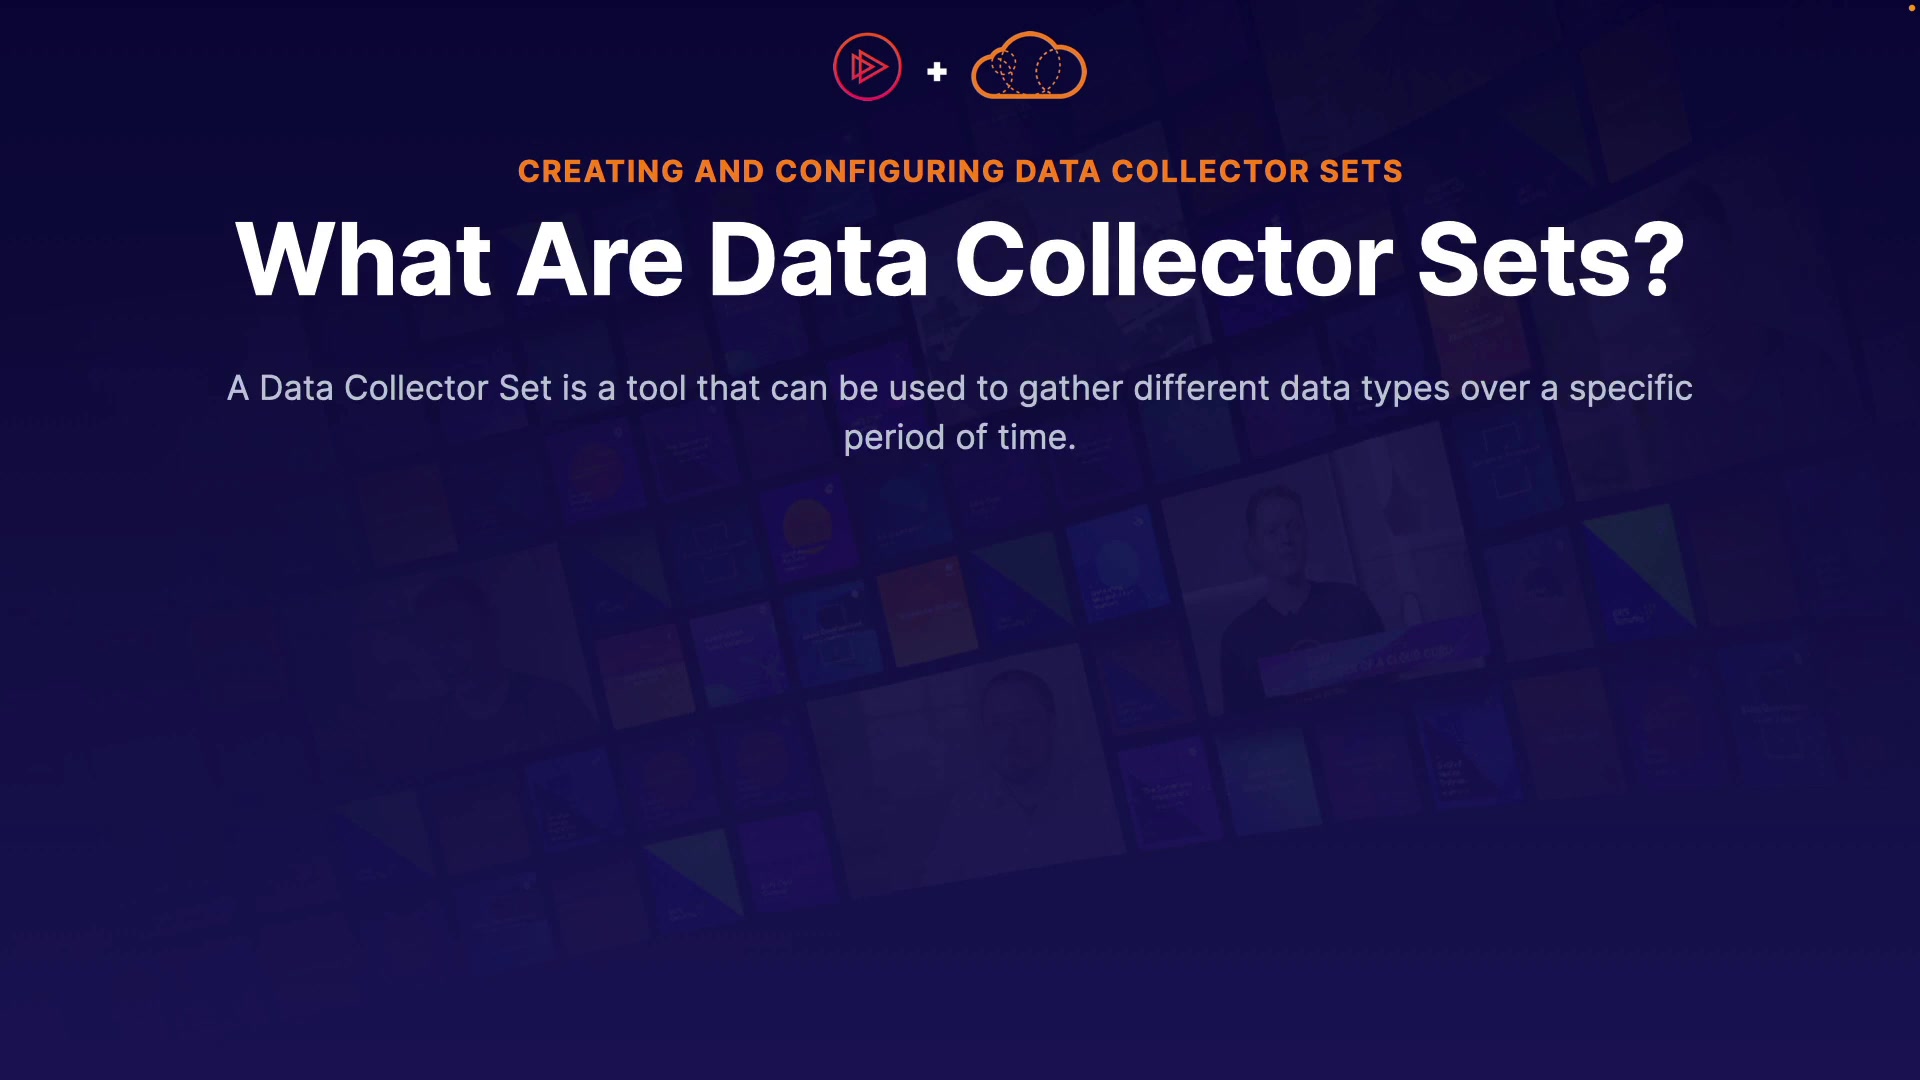 CREATING AND CONFIGURING DATA COLLECTOR SETS
What Are Data Collector Sets?
A Data Collector Set is a tool that can be used to gather different data types over a specific
period of time.